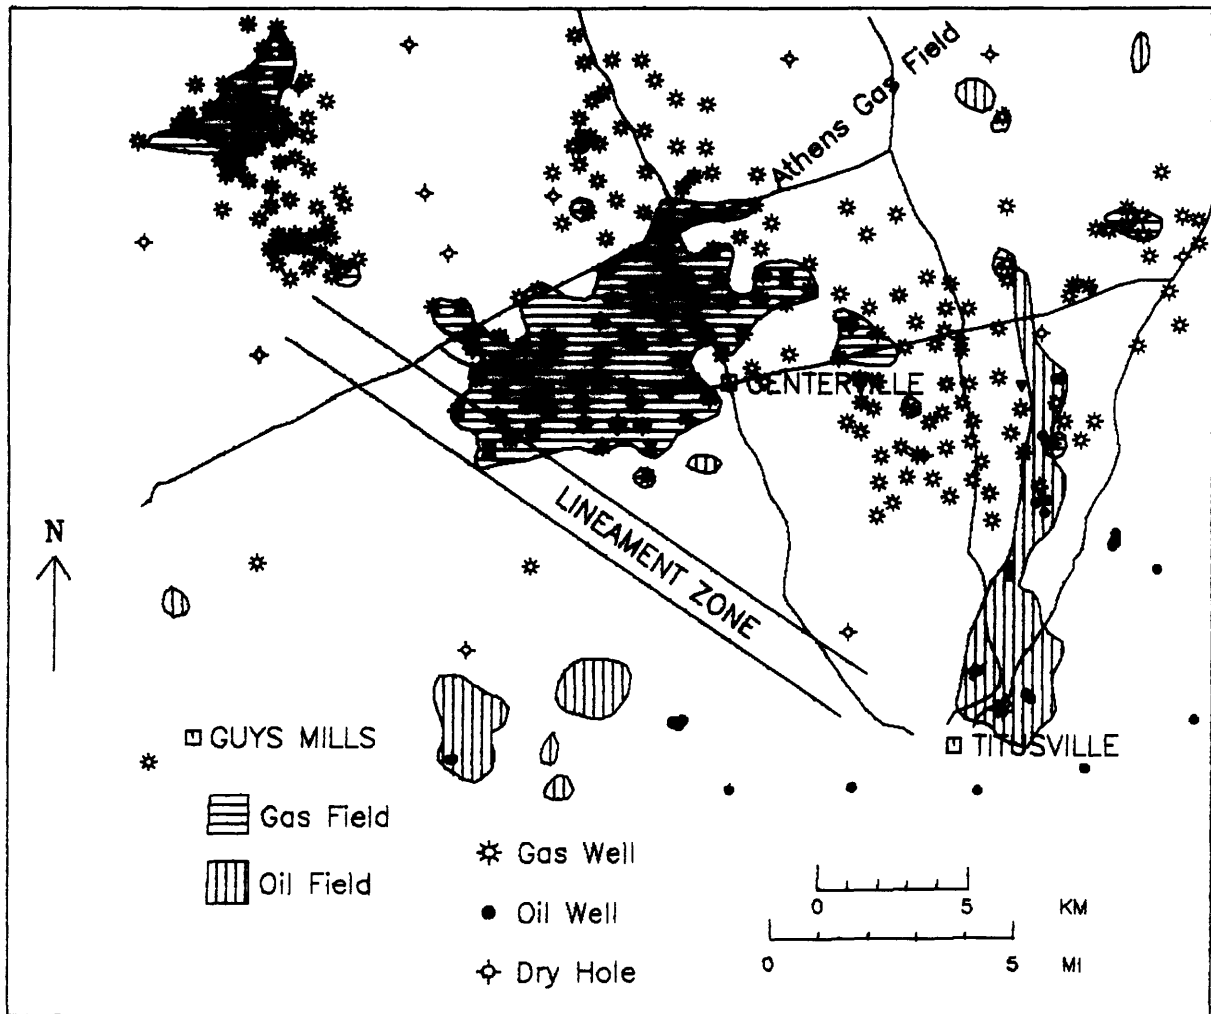 Athens Gas Field
CENTERVILLE
N
LINEAMENT ZONE
GUYS MILLS
TITUSVILLE
Gas Field
Oil Field
Gas Well
Oil Well
Dry Hole
0 5 KM
0 5 MI